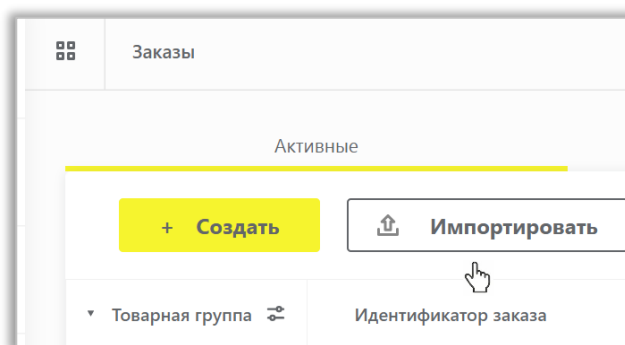 Заказы
Активные
+ Создать
Импортировать
Товарная группа
Идентификатор заказа